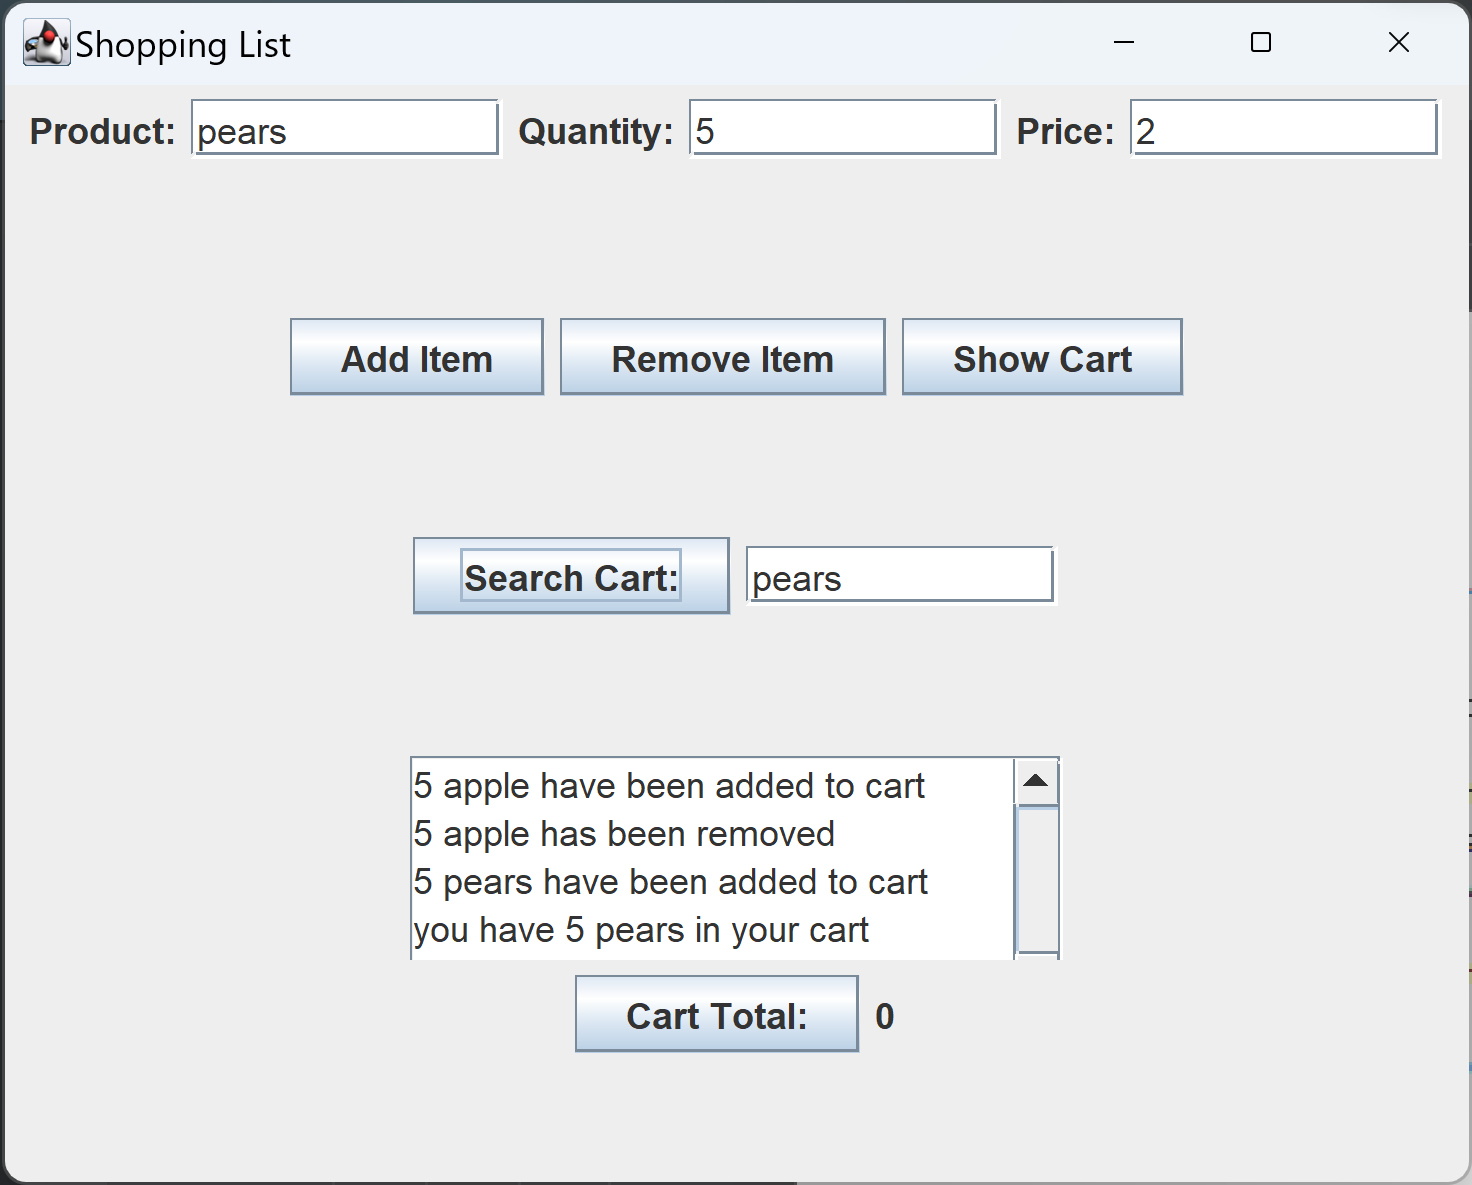 Shopping List
Product: pears Quantity: 5 Price: 2
Add Item Remove Item Show Cart
Search Cart: pears
5 apple have been added to cart
5 apple has been removed
5 pears have been added to cart
you have 5 pears in your cart
Cart Total: 0